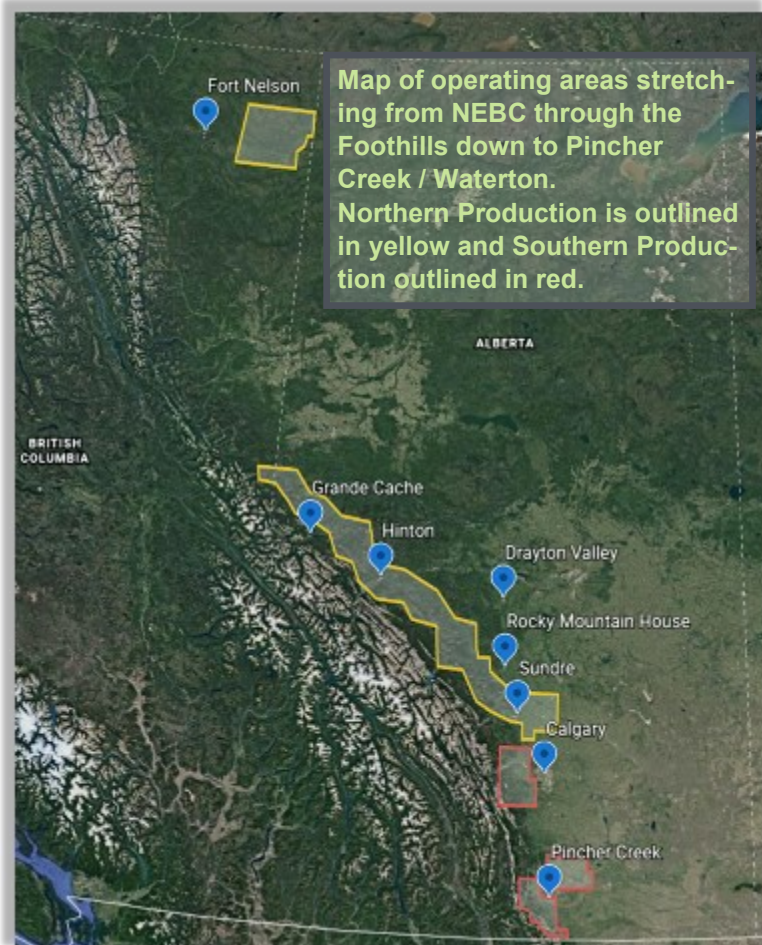 Fort Nelson
Map of operating areas stretch-
ing from NEBC through the
Foothills down to Pincher
Creek / Waterton.
Northern Production is outlined
in yellow and Southern Produc-
tion outlined in red.
ALBERTA
BRITISH
COLUMBIA
Grande Cache
Hinton
Drayton Valley
Rocky Mountain House
Sundre
Calgary
Pincher Creek